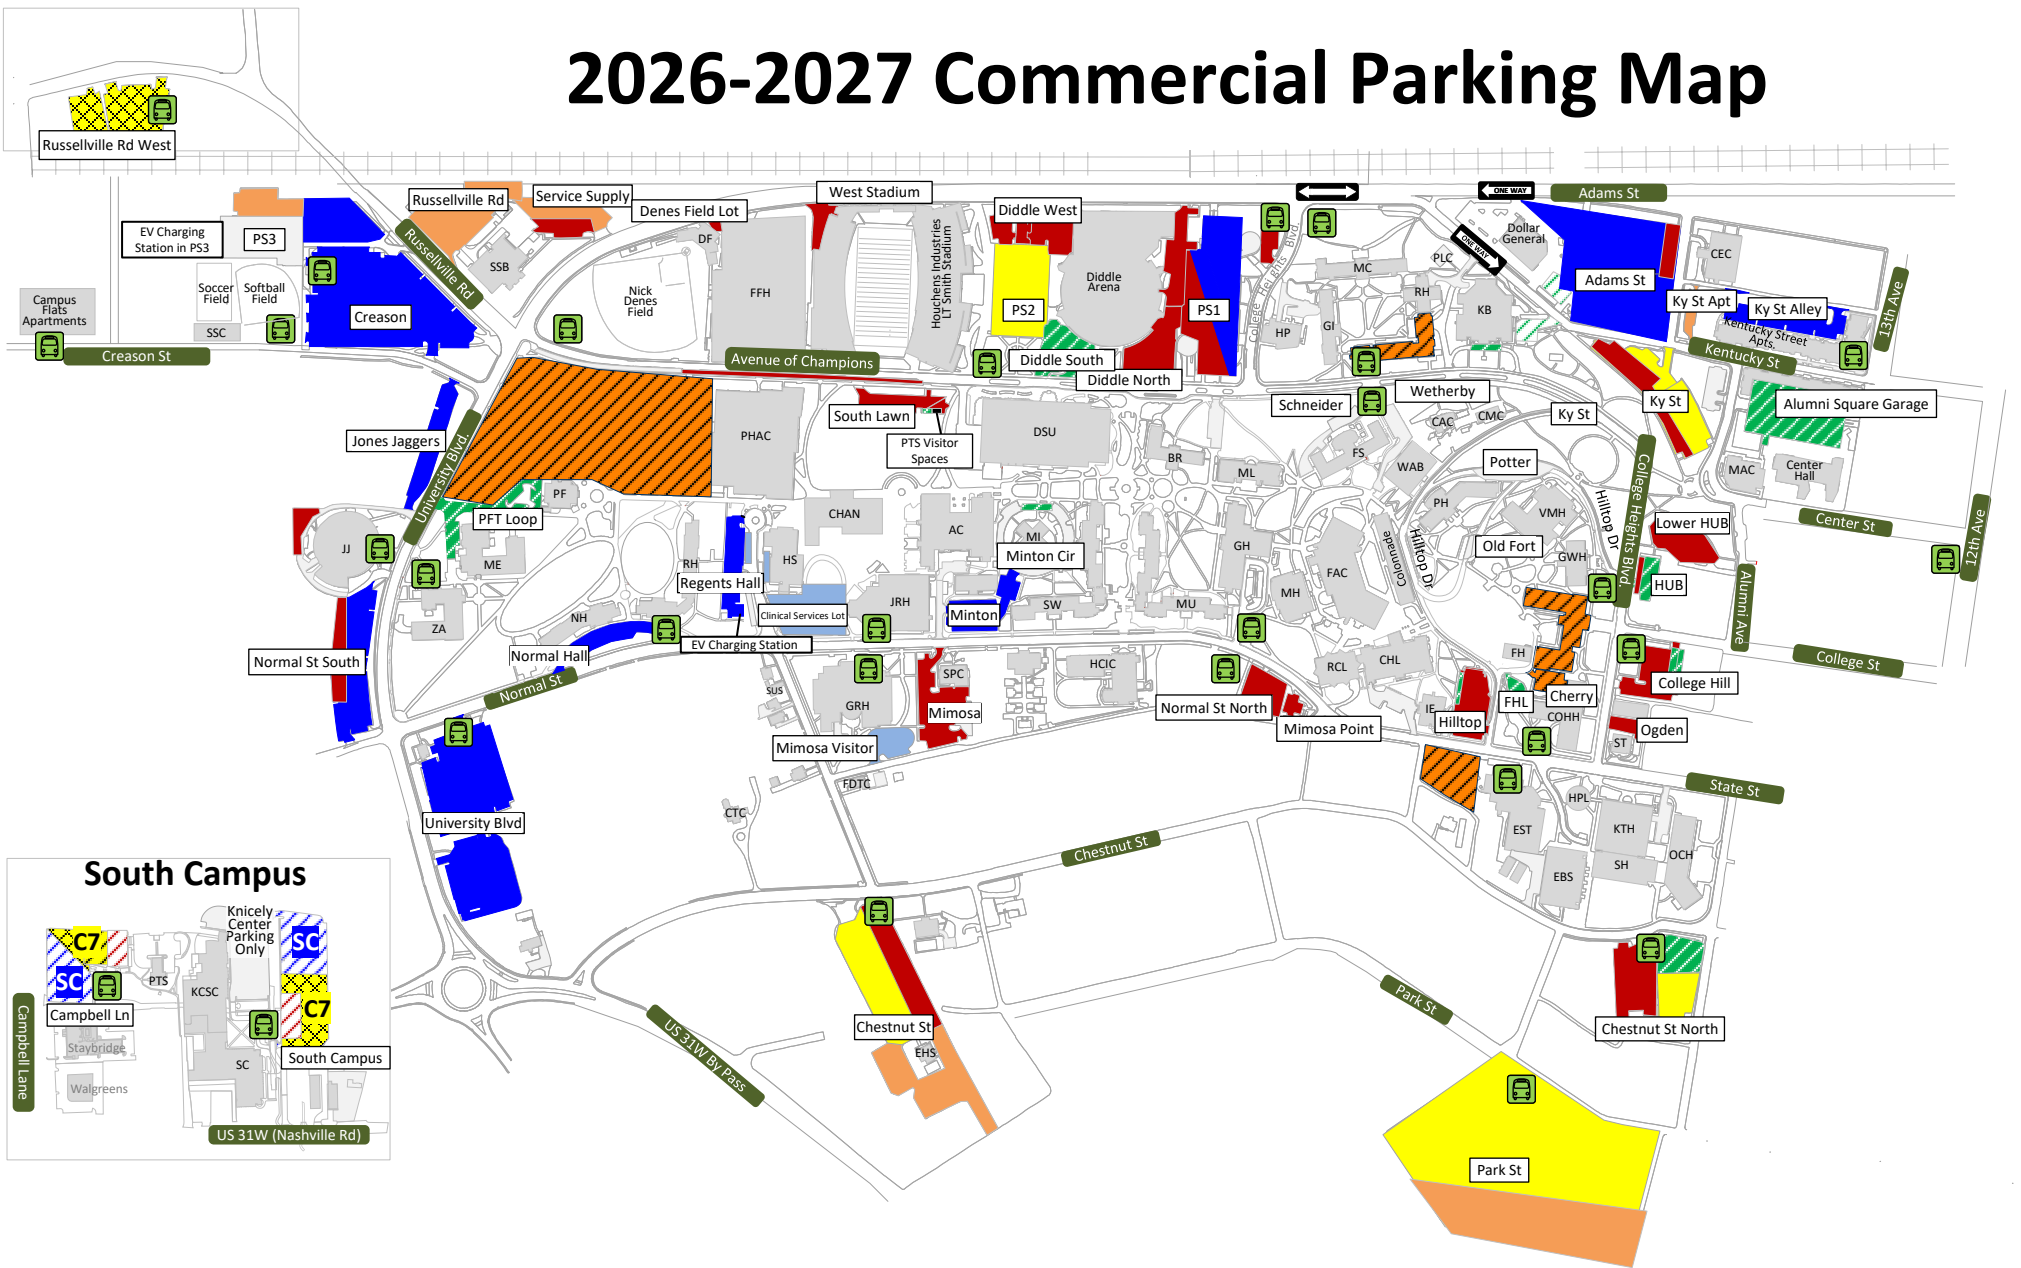 2026-2027 Commercial Parking Map
Russellville Rd West
EV Charging
Station in PS3
PS3
Russellville Rd
Service Supply
Denes Field Lot
West Stadium
Diddle West
ONE WAY
Adams St
Russellville Rd
SSB
DF
FFH
Nick
Denes
Field
Houchens Industries
LT Smith Stadium
Diddle
Arena
PS2
PS1
College Heights Blvd.
MC
PLC
ONE WAY
Dollar
General
CEC
Adams St
Ky St Apt
Ky St Alley
Kentucky Street
Apts.
13th Ave
Campus
Flats
Apartments
Soccer
Field
Softball
Field
SSC
Creason
Creason St
RH
KB
HP
GI
Kentucky St
Avenue of Champions
Diddle South
Diddle North
Schneider
Wetherby
Ky St
Ky St
Alumni Square Garage
Jones Jaggers
University Blvd.
PHAC
South Lawn
PTS Visitor
Spaces
DSU
BR
ML
FS
CAC
CMC
WAB
Potter
MAC
Center
Hall
PFT Loop
PF
CHAN
AC
MI
Minton Cir
GH
FAC
Colonnade
PH
Hilltop Dr
VMH
Old Fort
GWH
Hilltop Dr
College Heights Blvd.
Lower HUB
HUB
Center St
12th Ave
Alumni Ave
College St
JJ
ME
RH
Regents Hall
HS
Clinical Services Lot
JRH
Minton
SW
MU
MH
ZA
NH
Normal Hall
EV Charging Station
Normal St South
Normal St
SUS
GRH
SPC
Mimosa
HCIC
Mimosa Visitor
Normal St North
Mimosa Point
RCL
CHL
IE
Hilltop
FH
FHL
Cherry
COHH
College Hill
Ogden
ST
State St
FDTC
CTC
University Blvd
Chestnut St
HPL
EST
KTH
SH
OCH
EBS
South Campus
Knicely
Center
Parking
Only
C7
SC
SC
PTS
KCSC
C7
Campbell Ln
Campbell Lane
Staybridge
Walgreens
SC
South Campus
US 31W (Nashville Rd)
US 31W By Pass
Chestnut St
EHS
Park St
Chestnut St North
Park St